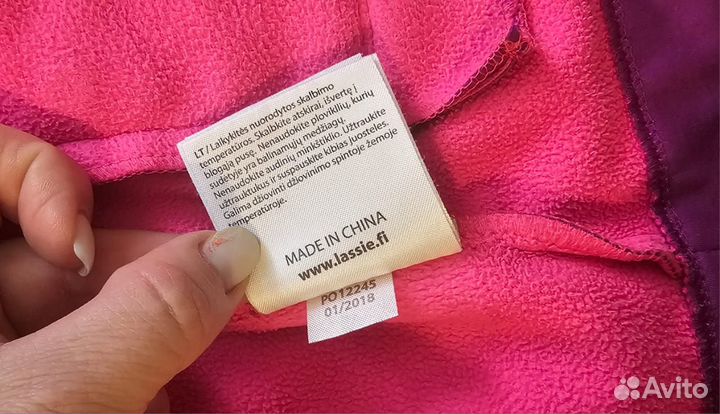 LT / Laikykitės nuorodytos skalbimo
temperatūros. Skalbkite atskirai, išvertę į
blogąją pusę. Nenaudokite ploviklių, kurių
sudėtyje yra balinamųjų medžiagų.
Nenaudokite audinių minkštiklio. Užtraukite
užtrauktukus ir suspauskite kibias juosteles.
Galima džiovinti džiovinimo spintoje žemoje
temperatūroje.
MADE IN CHINA
www.lassie.fi
PO12245
01/2018
Avito